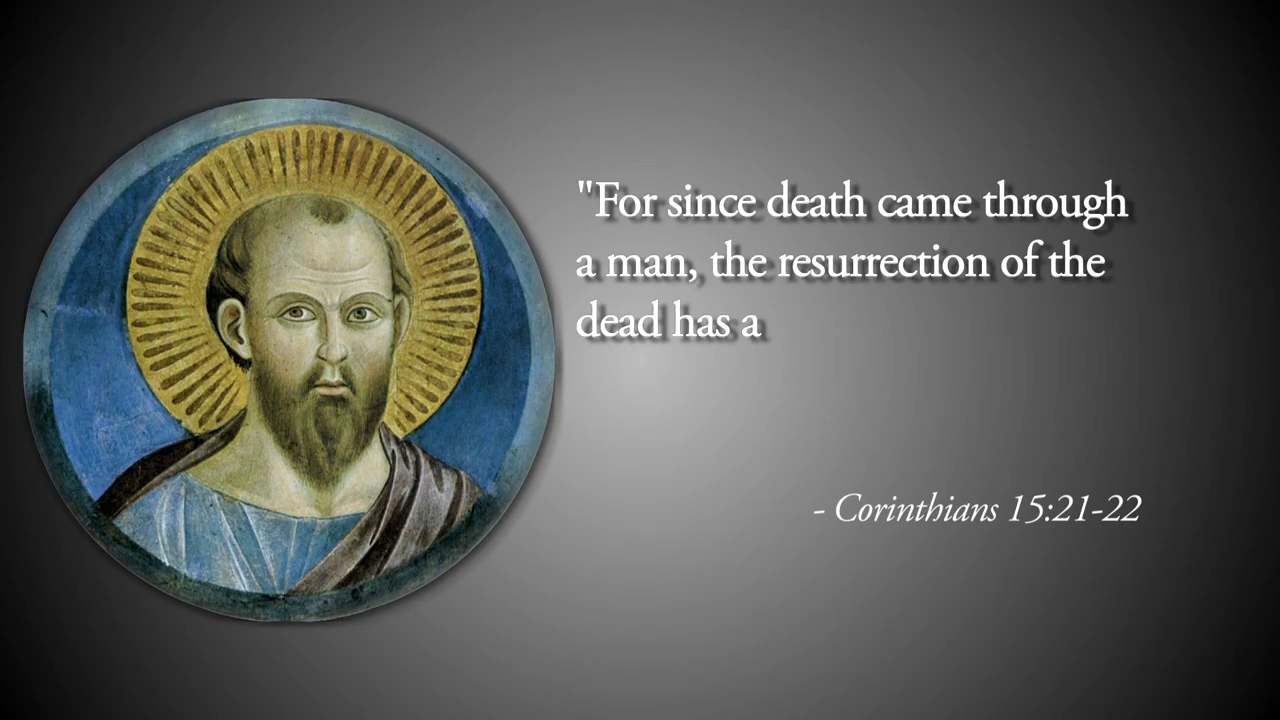 "For since death came through
a man, the resurrection of the
dead has a
- Corinthians 15:21-22